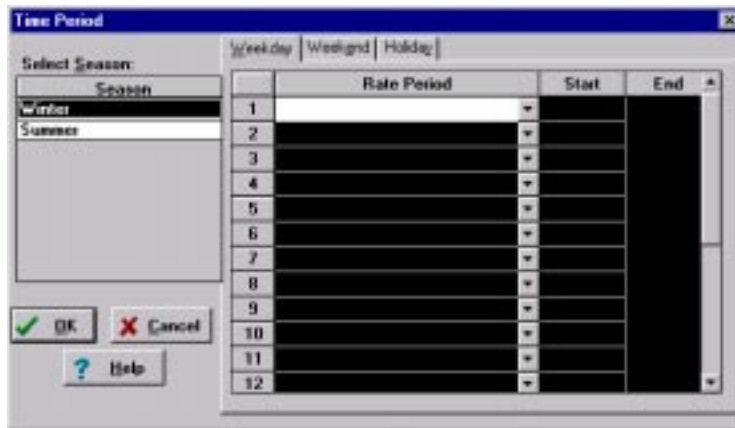 Time Period
Select Season:
Season
Winter
Summer
OK
Cancel
Help
Weekday
Weekend
Holiday
Rate Period
Start
End
1
2
3
4
5
6
7
8
9
10
11
12